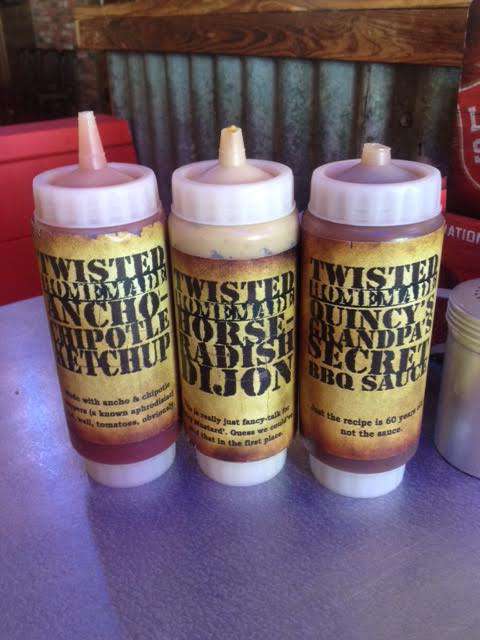 TWISTED
HOMEMADE
ANCHO-
CHIPOTLE
KETCHUP
with ancho & chipotle
(a known aphrodisiac)
well, tomatoes, obviously.
TWISTED
HOMEMADE
HORSE-
RADISH
DIJON
is really just fancy-talk for
mustard'. Guess we could've
that in the first place.
TWISTED
HOMEMADE
QUINCY'S
GRANDPA'S
SECRET
BBQ SAUCE
Just the recipe is 60 years
not the sauce.